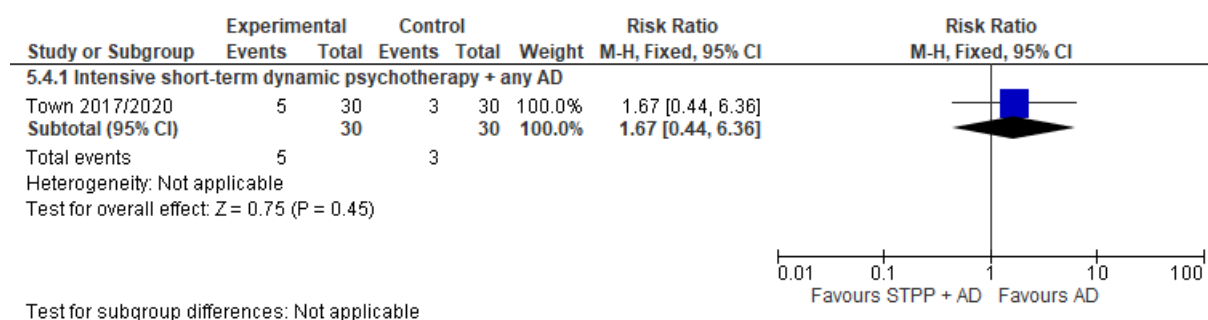 Experimental Control Risk Ratio Risk Ratio
Study or Subgroup Events Total Events Total Weight M-H, Fixed, 95% CI M-H, Fixed, 95% CI
5.4.1 Intensive short-term dynamic psychotherapy + any AD
Town 2017/2020 5 30 3 30 100.0% 1.67 [0.44, 6.36]
Subtotal (95% CI) 30 30 100.0% 1.67 [0.44, 6.36]
Total events 5 3
Heterogeneity: Not applicable
Test for overall effect: Z = 0.75 (P = 0.45)
0.01 0.1 1 10 100
Favours STPP + AD Favours AD
Test for subgroup differences: Not applicable